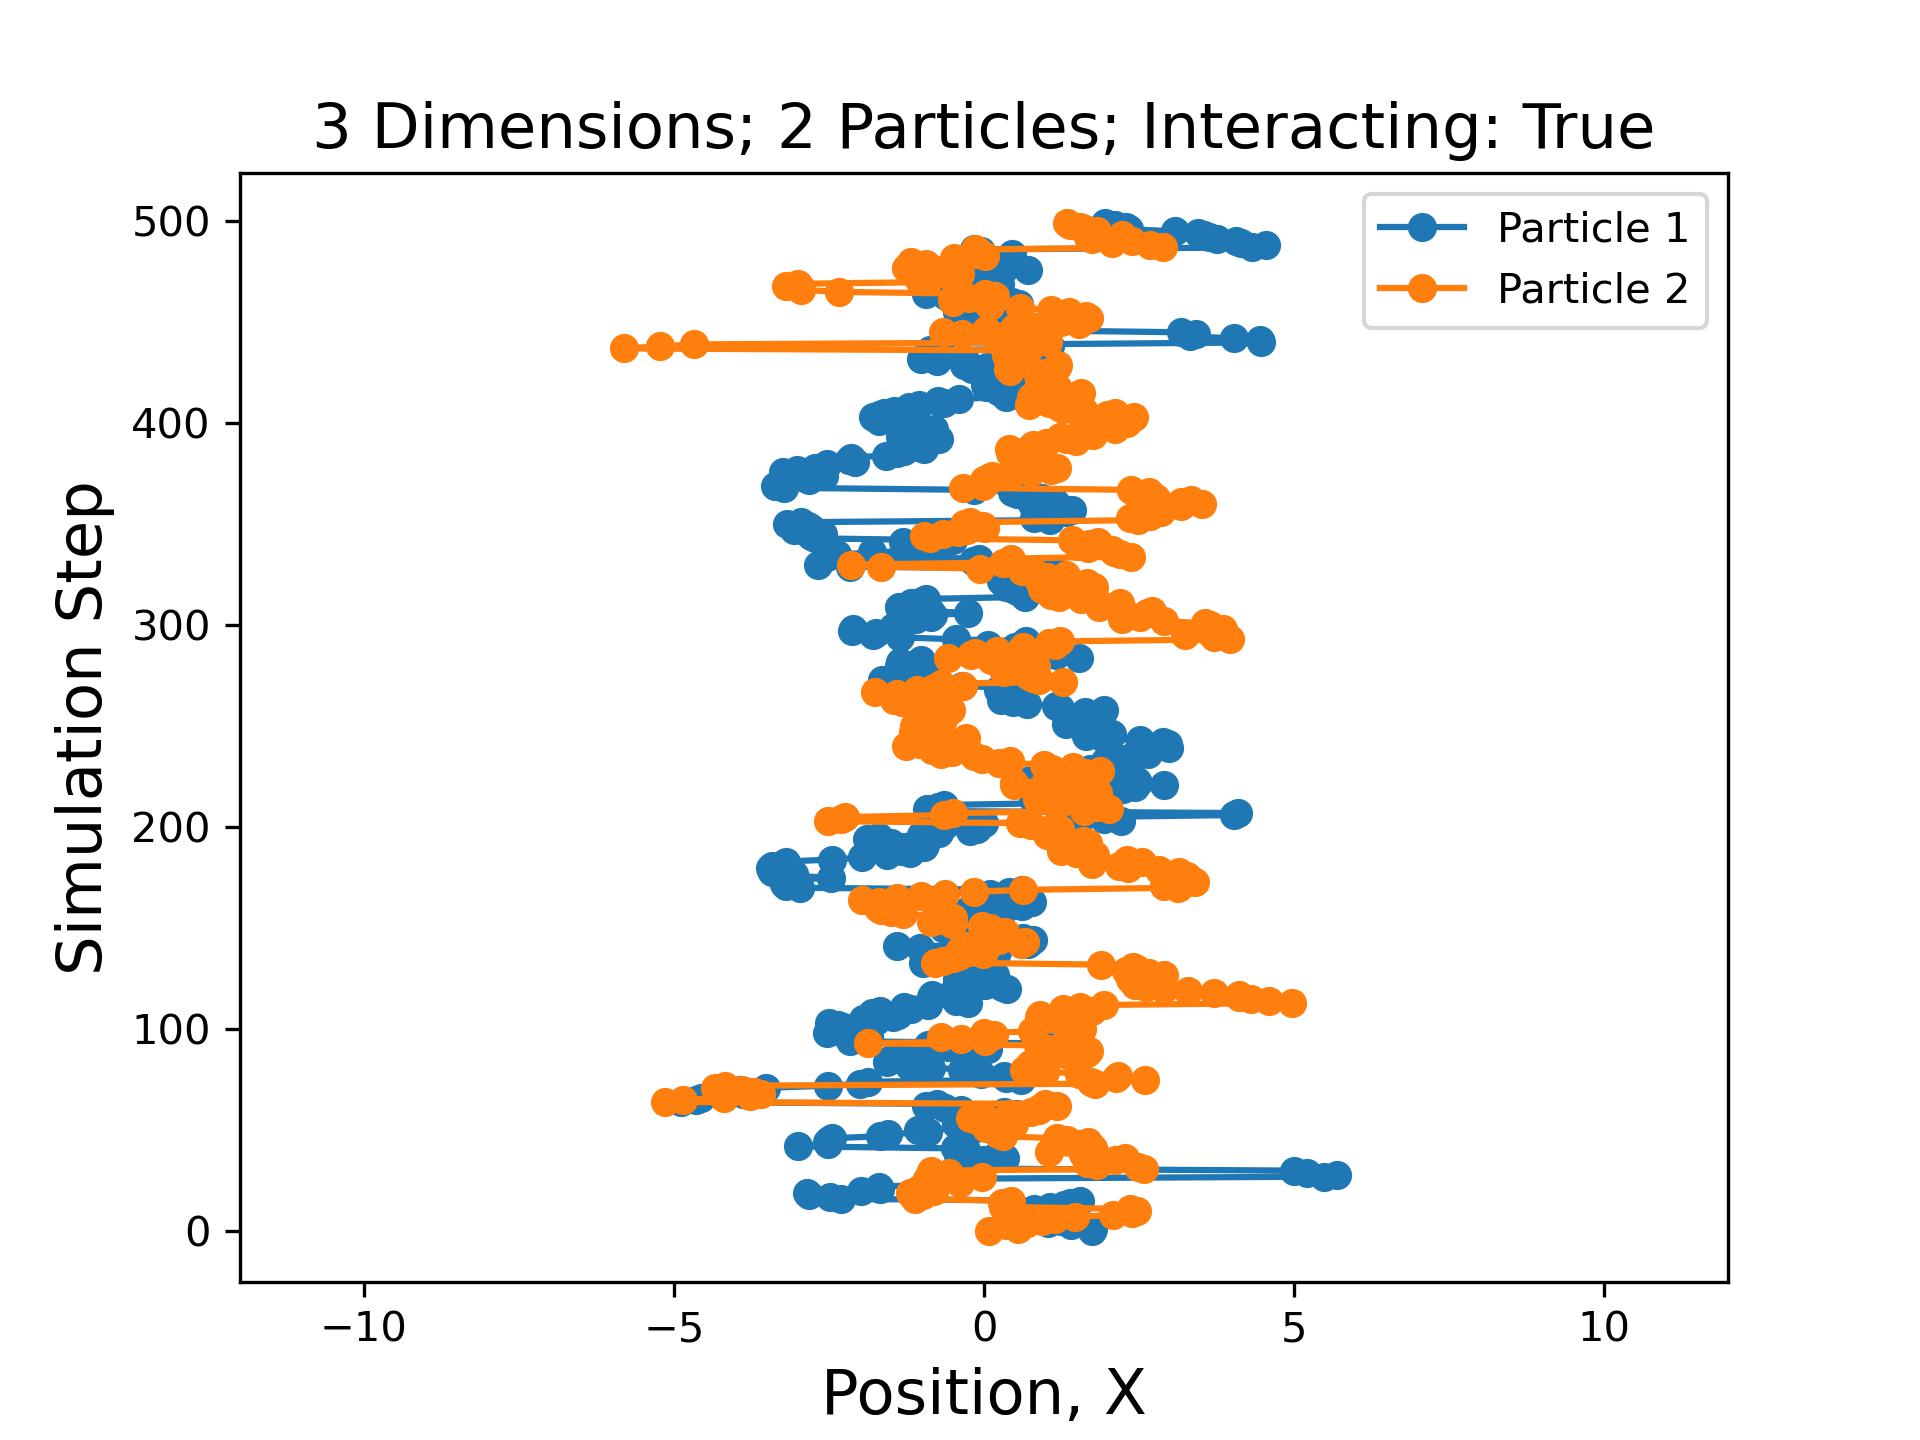 3 Dimensions; 2 Particles; Interacting: True
Particle 1
Particle 2
Simulation Step
500
400
300
200
100
0
−10
−5
0
5
10
Position, X